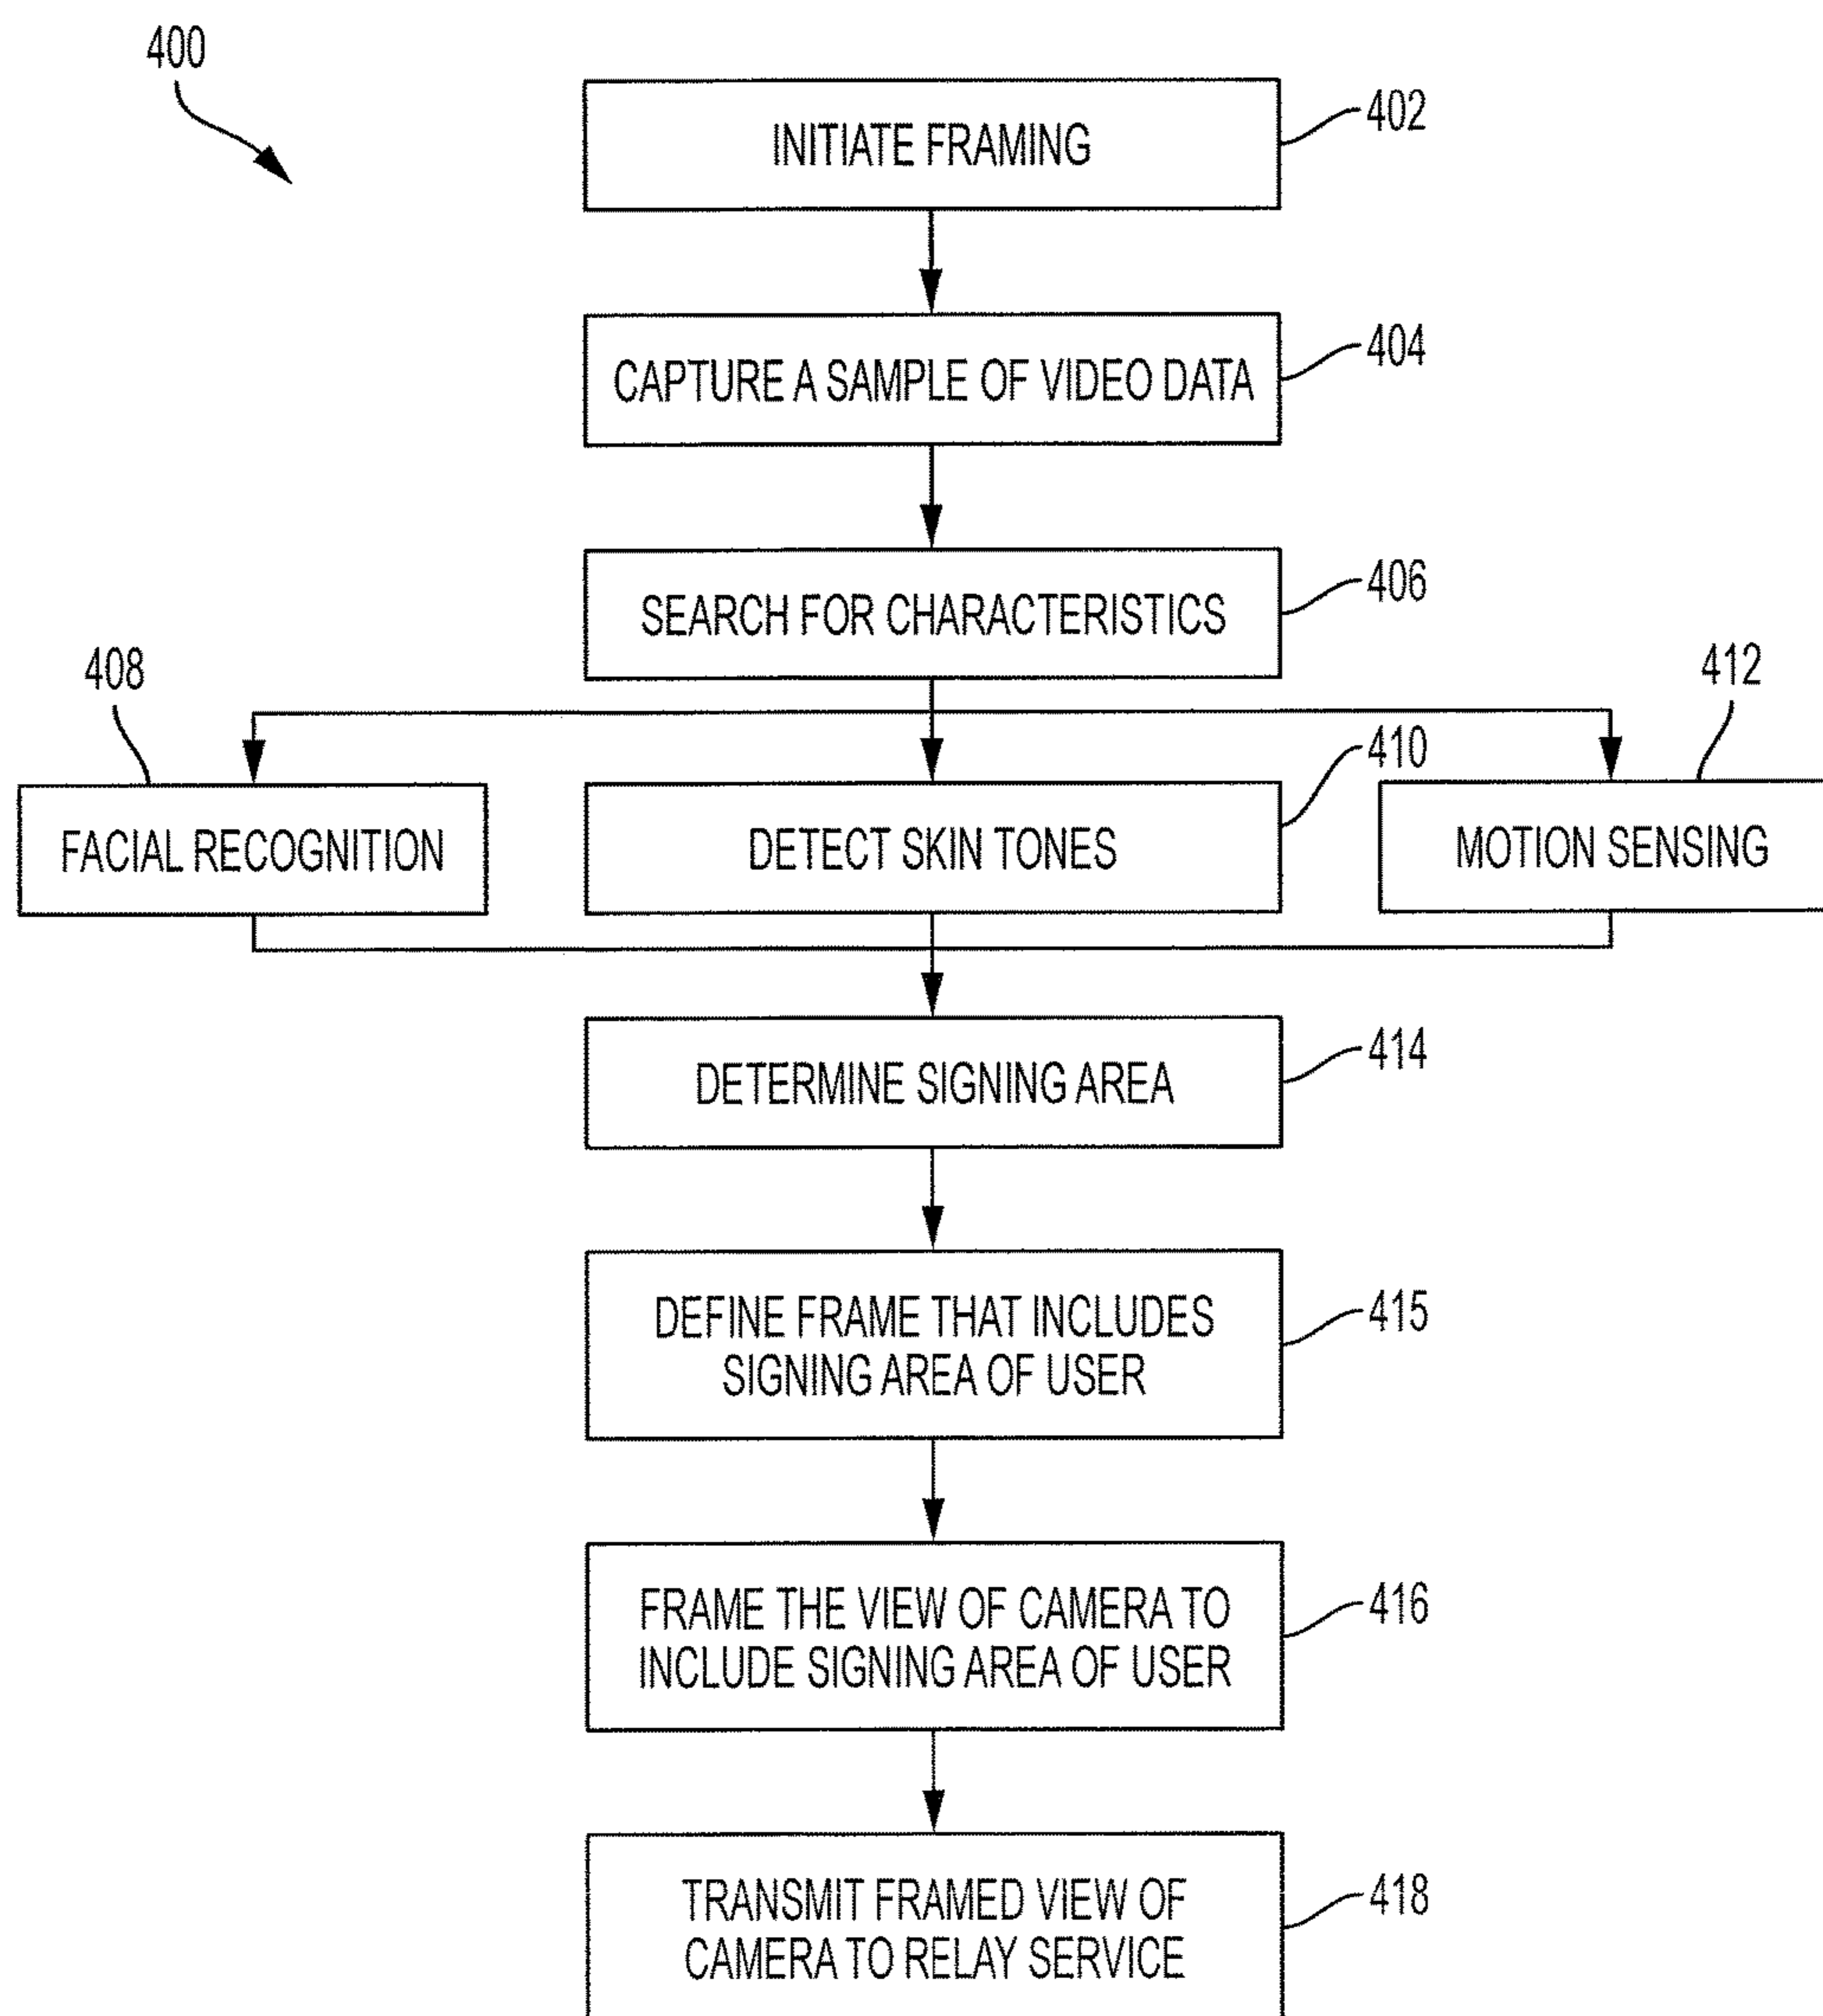 400
INITIATE FRAMING
402
CAPTURE A SAMPLE OF VIDEO DATA
404
SEARCH FOR CHARACTERISTICS
406
408
412
410
FACIAL RECOGNITION
DETECT SKIN TONES
MOTION SENSING
DETERMINE SIGNING AREA
414
DEFINE FRAME THAT INCLUDES
SIGNING AREA OF USER
415
FRAME THE VIEW OF CAMERA TO
INCLUDE SIGNING AREA OF USER
416
TRANSMIT FRAMED VIEW OF
CAMERA TO RELAY SERVICE
418